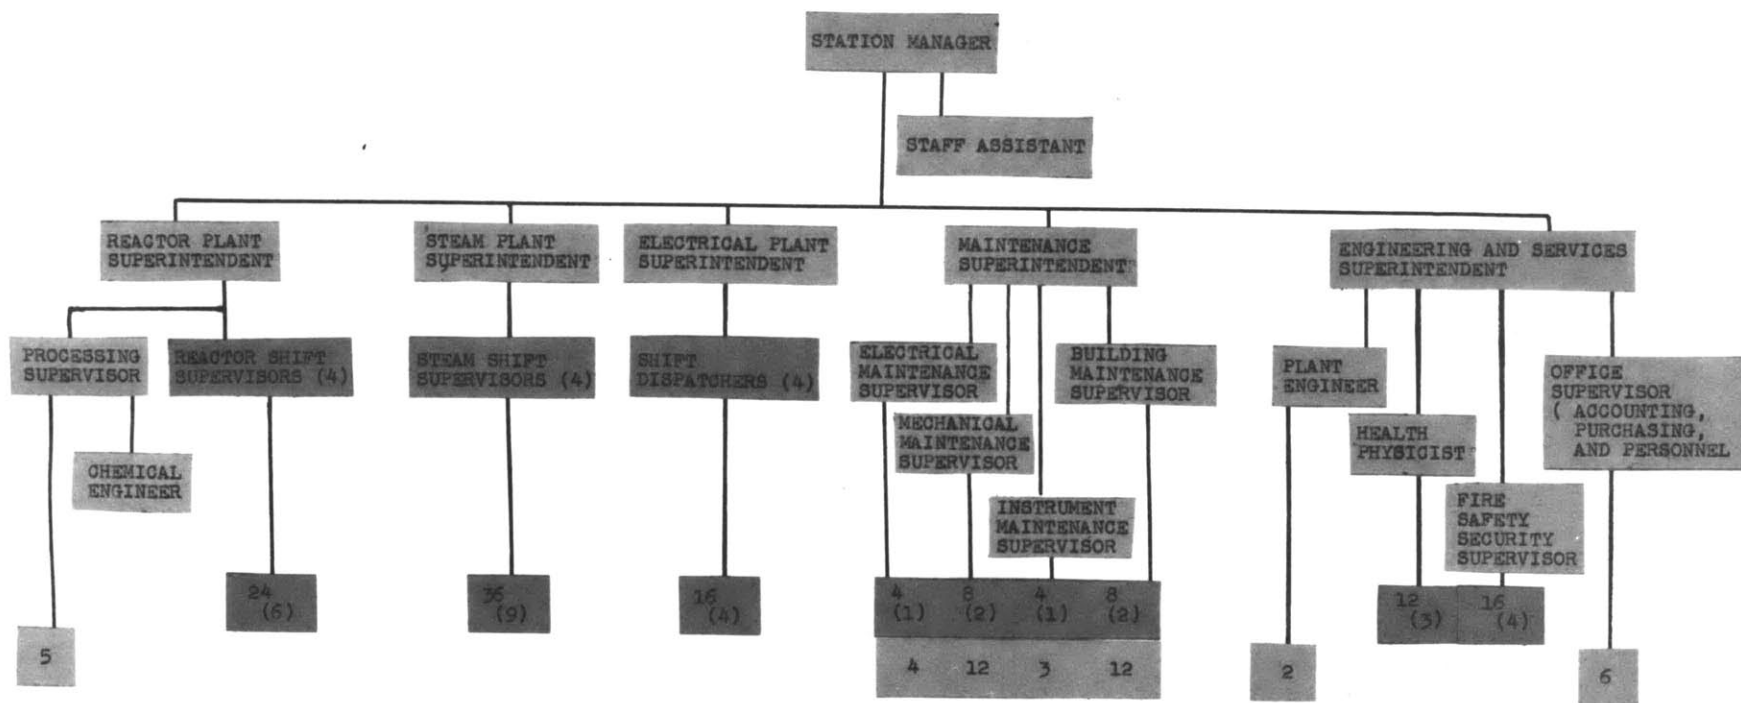 STATION MANAGER
STAFF ASSISTANT
REACTOR PLANT
SUPERINTENDENT
STEAM PLANT
SUPERINTENDENT
ELECTRICAL PLANT
SUPERINTENDENT
MAINTENANCE
SUPERINTENDENT
ENGINEERING AND SERVICES
SUPERINTENDENT
PROCESSING
SUPERVISOR
REACTOR SHIFT
SUPERVISORS (4)
STEAM SHIFT
SUPERVISORS (4)
SHIFT
DISPATCHERS (4)
ELECTRICAL
MAINTENANCE
SUPERVISOR
BUILDING
MAINTENANCE
SUPERVISOR
PLANT
ENGINEER
OFFICE
SUPERVISOR
( ACCOUNTING,
PURCHASING,
AND PERSONNEL
CHEMICAL
ENGINEER
MECHANICAL
MAINTENANCE
SUPERVISOR
HEALTH
PHYSICIST
INSTRUMENT
MAINTENANCE
SUPERVISOR
FIRE
SAFETY
SECURITY
SUPERVISOR
24
(6)
36
(9)
16
(4)
4
(1)
8
(2)
4
(1)
8
(2)
12
(3)
16
(4)
5
4
12
3
12
2
6